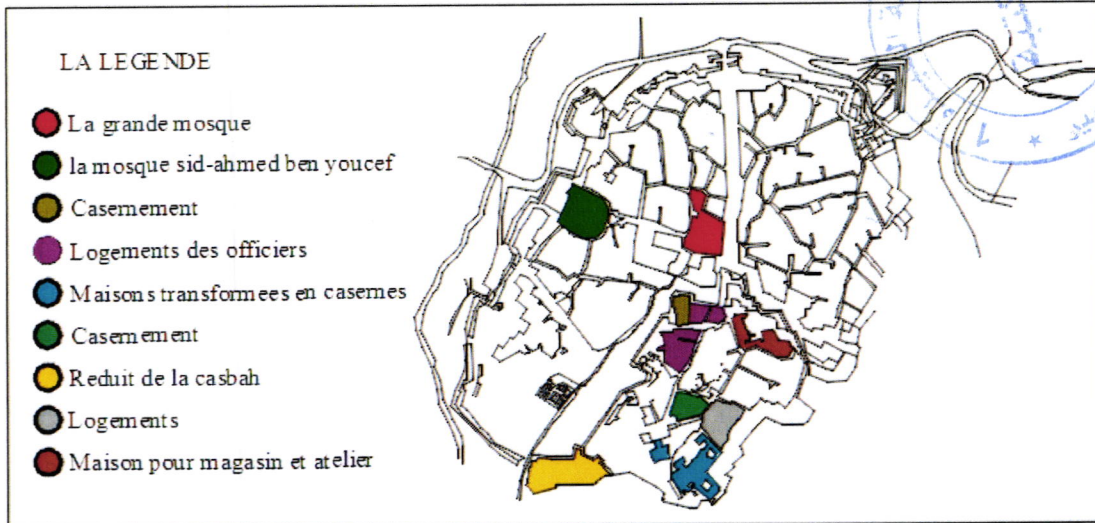 LA LEGENDE
La grande mosque
la mosque sid-ahmed ben youcef
Casernement
Logements des officiers
Maisons transformees en casernes
Casernement
Reduit de la casbah
Logements
Maison pour magasin et atelier